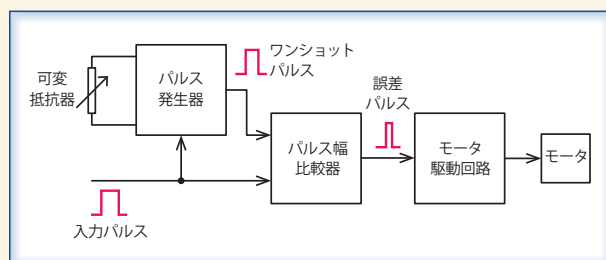 可変
抵抗器
パルス
発生器
ワンショット
パルス
誤差
パルス
パルス幅
比較器
モータ
駆動回路
モータ
入力パルス